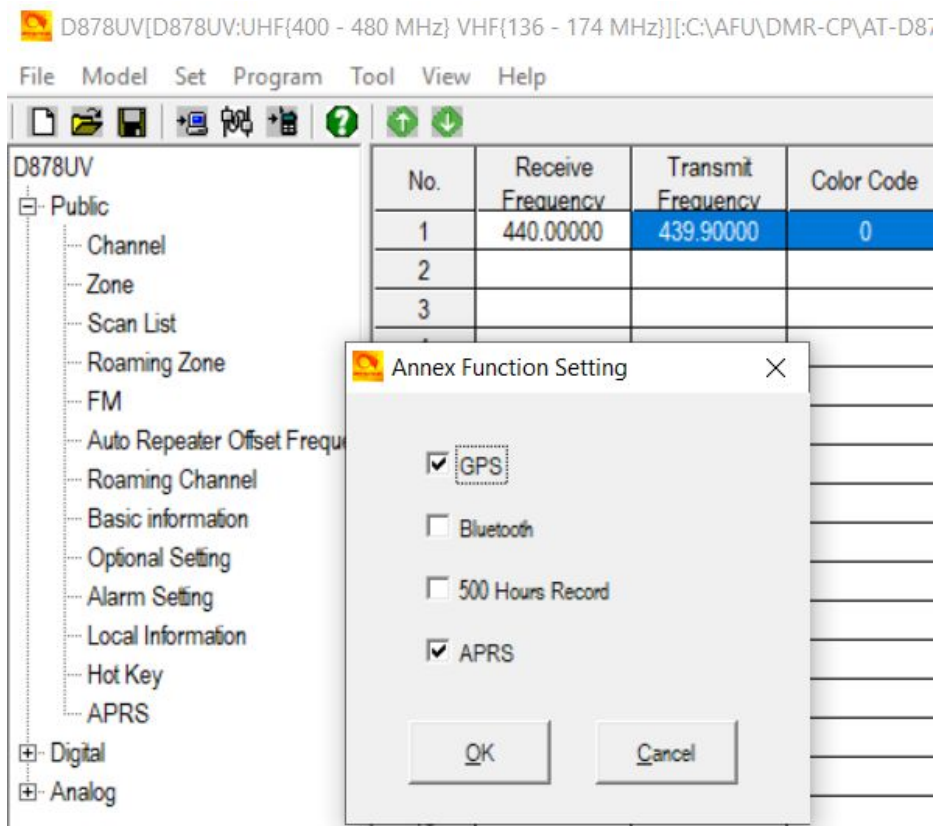 D878UV[D878UV:UHF{400 - 480 MHz} VHF{136 - 174 MHz}][:C:\AFU\DMR-CP\AT-D87
File Model Set Program Tool View Help
D878UV
Public
Channel
Zone
Scan List
Roaming Zone
FM
Auto Repeater Offset Freque
Roaming Channel
Basic information
Optional Setting
Alarm Setting
Local Information
Hot Key
APRS
Digital
Analog
No. Receive Frequency Transmit Frequency Color Code
1 440.00000 439.90000 0
2
3
Annex Function Setting
GPS
Bluetooth
500 Hours Record
APRS
OK Cancel